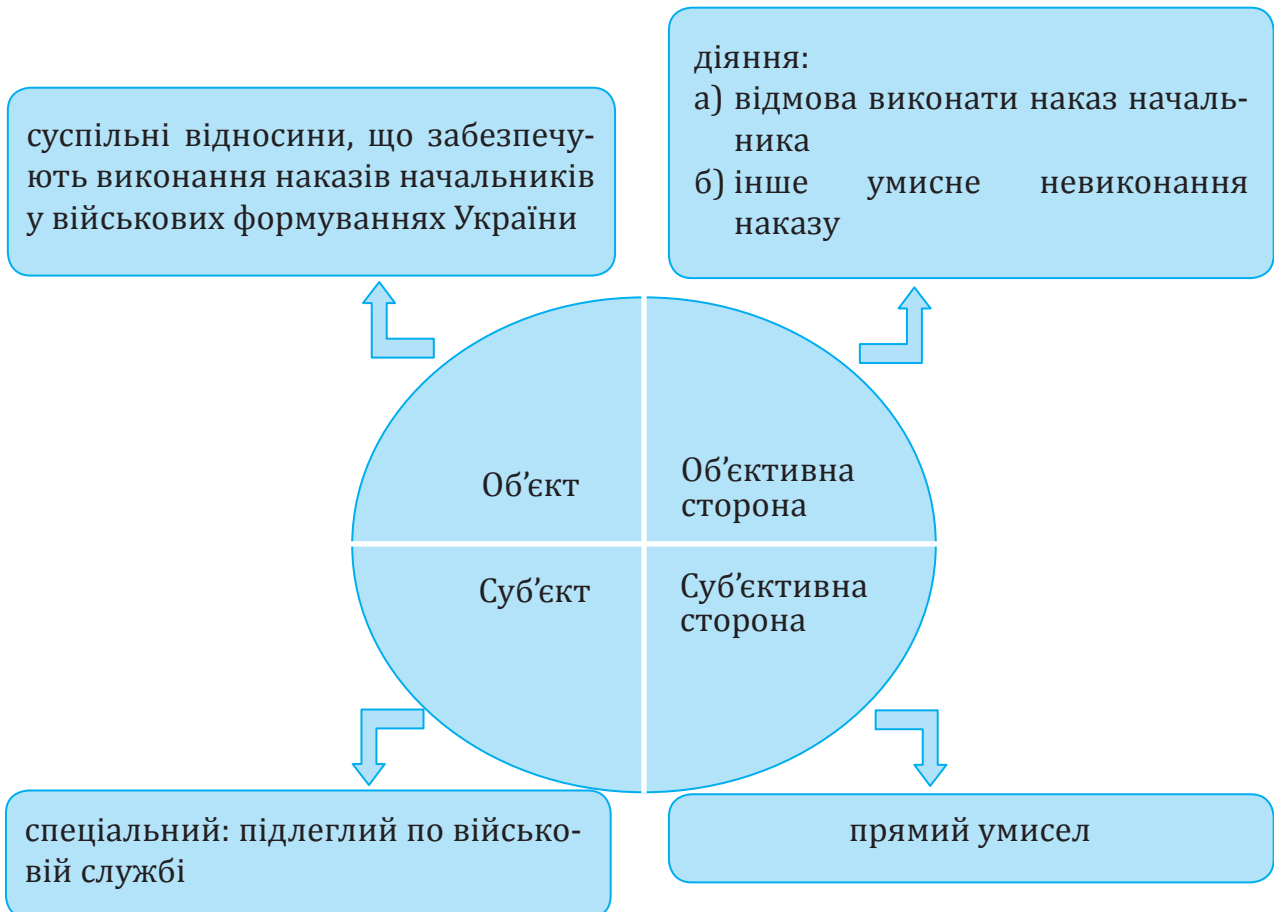 суспільні відносини, що забезпечу-
ють виконання наказів начальників
у військових формуваннях України
діяння:
а) відмова виконати наказ началь-
ника
б) інше умисне невиконання
наказу
Об’єкт
Об’єктивна
сторона
Суб’єкт
Суб’єктивна
сторона
спеціальний: підлеглий по військо-
вій службі
прямий умисел